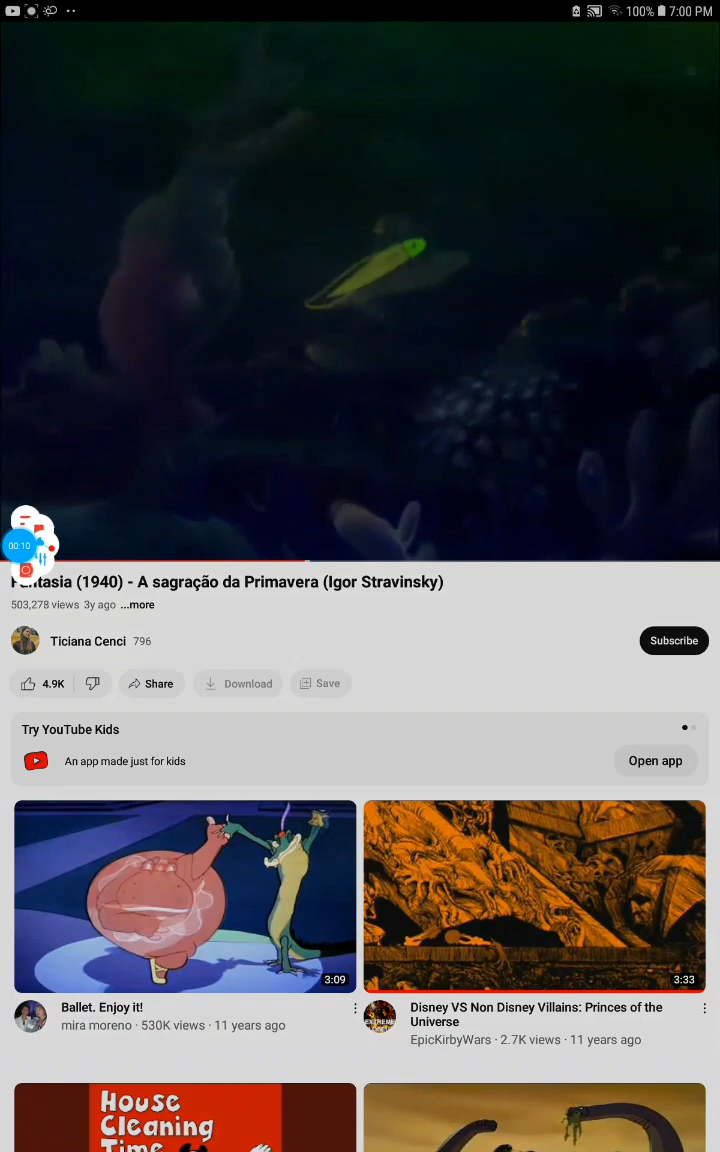 100% 7:00 PM
00:10
Fantasia (1940) - A sagração da Primavera (Igor Stravinsky)
503,278 views 3y ago ...more
Ticiana Cenci 796
Subscribe
4.9K
Share
Download
Save
Try YouTube Kids
An app made just for kids
Open app
3:09
3:33
Ballet. Enjoy it!
mira moreno · 530K views · 11 years ago
EXTREME
Disney VS Non Disney Villains: Princes of the
Universe
EpicKirbyWars · 2.7K views · 11 years ago
House
Cleaning
Time